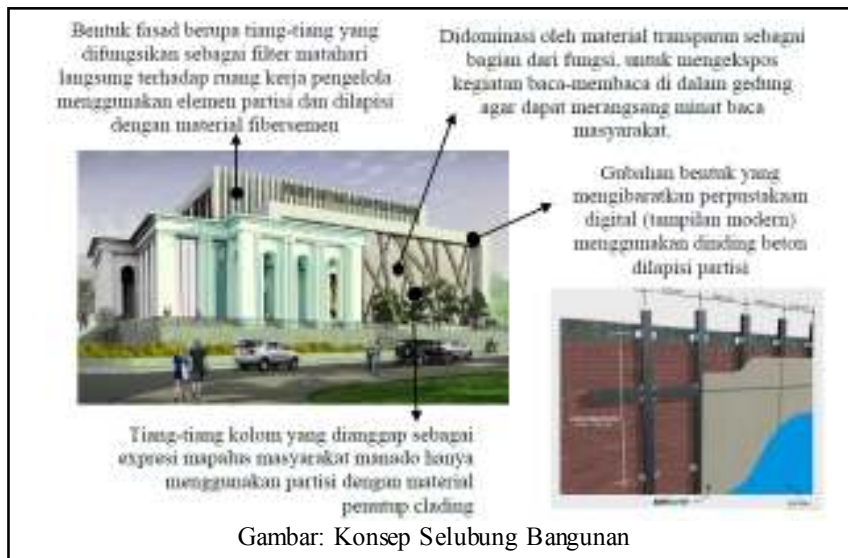 Bentuk fasad berupa tiang-tiang yang
difungsikan sebagai filter matahari
langsung terhadap ruang kerja pengelola
menggunakan elemen partisi dan dilapisi
dengan material fibersemen
Didominasi oleh material transparan sebagai
bagian dari fungsi, untuk mengekspos
kegiatan baca-membaca di dalam gedung
agar dapat merangsang minat baca
masyarakat.
Gubahan bentuk yang
mengibaratkan perpustakaan
digital (tampilan modern)
menggunakan dinding beton
dilapisi partisi
Tiang-tiang kolom yang dianggap sebagai
expresi mapalus masyarakat manado hanya
menggunakan partisi dengan material
penutup clading
Gambar: Konsep Selubung Bangunan